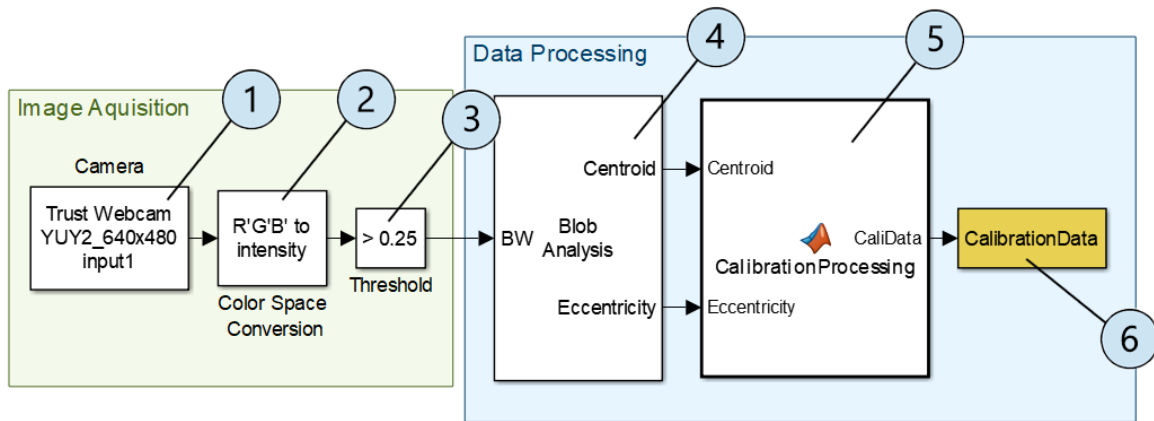 Data Processing
4
5
Image Aquisition
1
2
3
Camera
Trust Webcam
YUY2_640x480
input1
R'G'B' to
intensity
Color Space
Conversion
> 0.25
Threshold
BW
Blob
Analysis
Centroid
Eccentricity
Centroid
Eccentricity
CaliData
CalibrationProcessing
CalibrationData
6